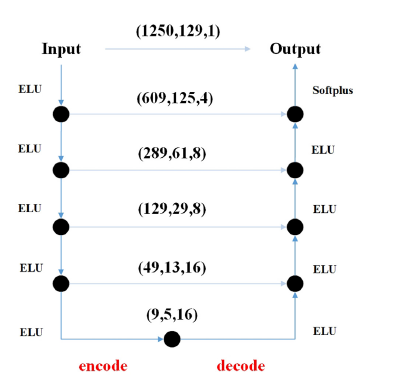 (1250,129,1)
Input
Output
ELU
(609,125,4)
Softplus
ELU
(289,61,8)
ELU
ELU
(129,29,8)
ELU
ELU
(49,13,16)
ELU
ELU
(9,5,16)
ELU
encode
decode